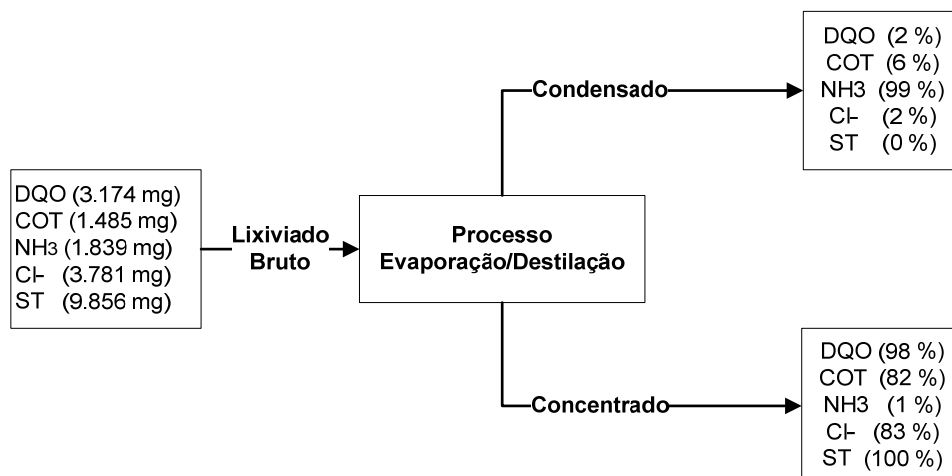 DQO (3.174 mg)
COT (1.485 mg)
NH3 (1.839 mg)
Cl- (3.781 mg)
ST (9.856 mg)
Lixiviado
Bruto
Processo
Evaporação/Destilação
Condensado
DQO (2 %)
COT (6 %)
NH3 (99 %)
Cl- (2 %)
ST (0 %)
Concentrado
DQO (98 %)
COT (82 %)
NH3 (1 %)
Cl- (83 %)
ST (100 %)